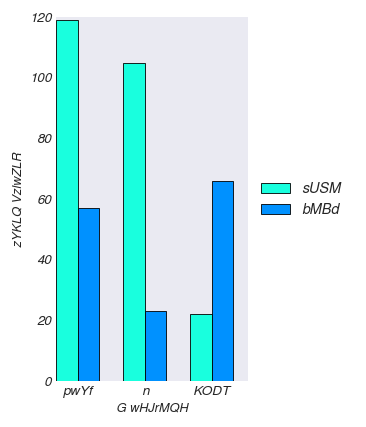 120
100
80
60
40
20
0
zYKLQ VzIwZLR
pwYf n KODT
G wHJrMQH
sUSM
bMBd